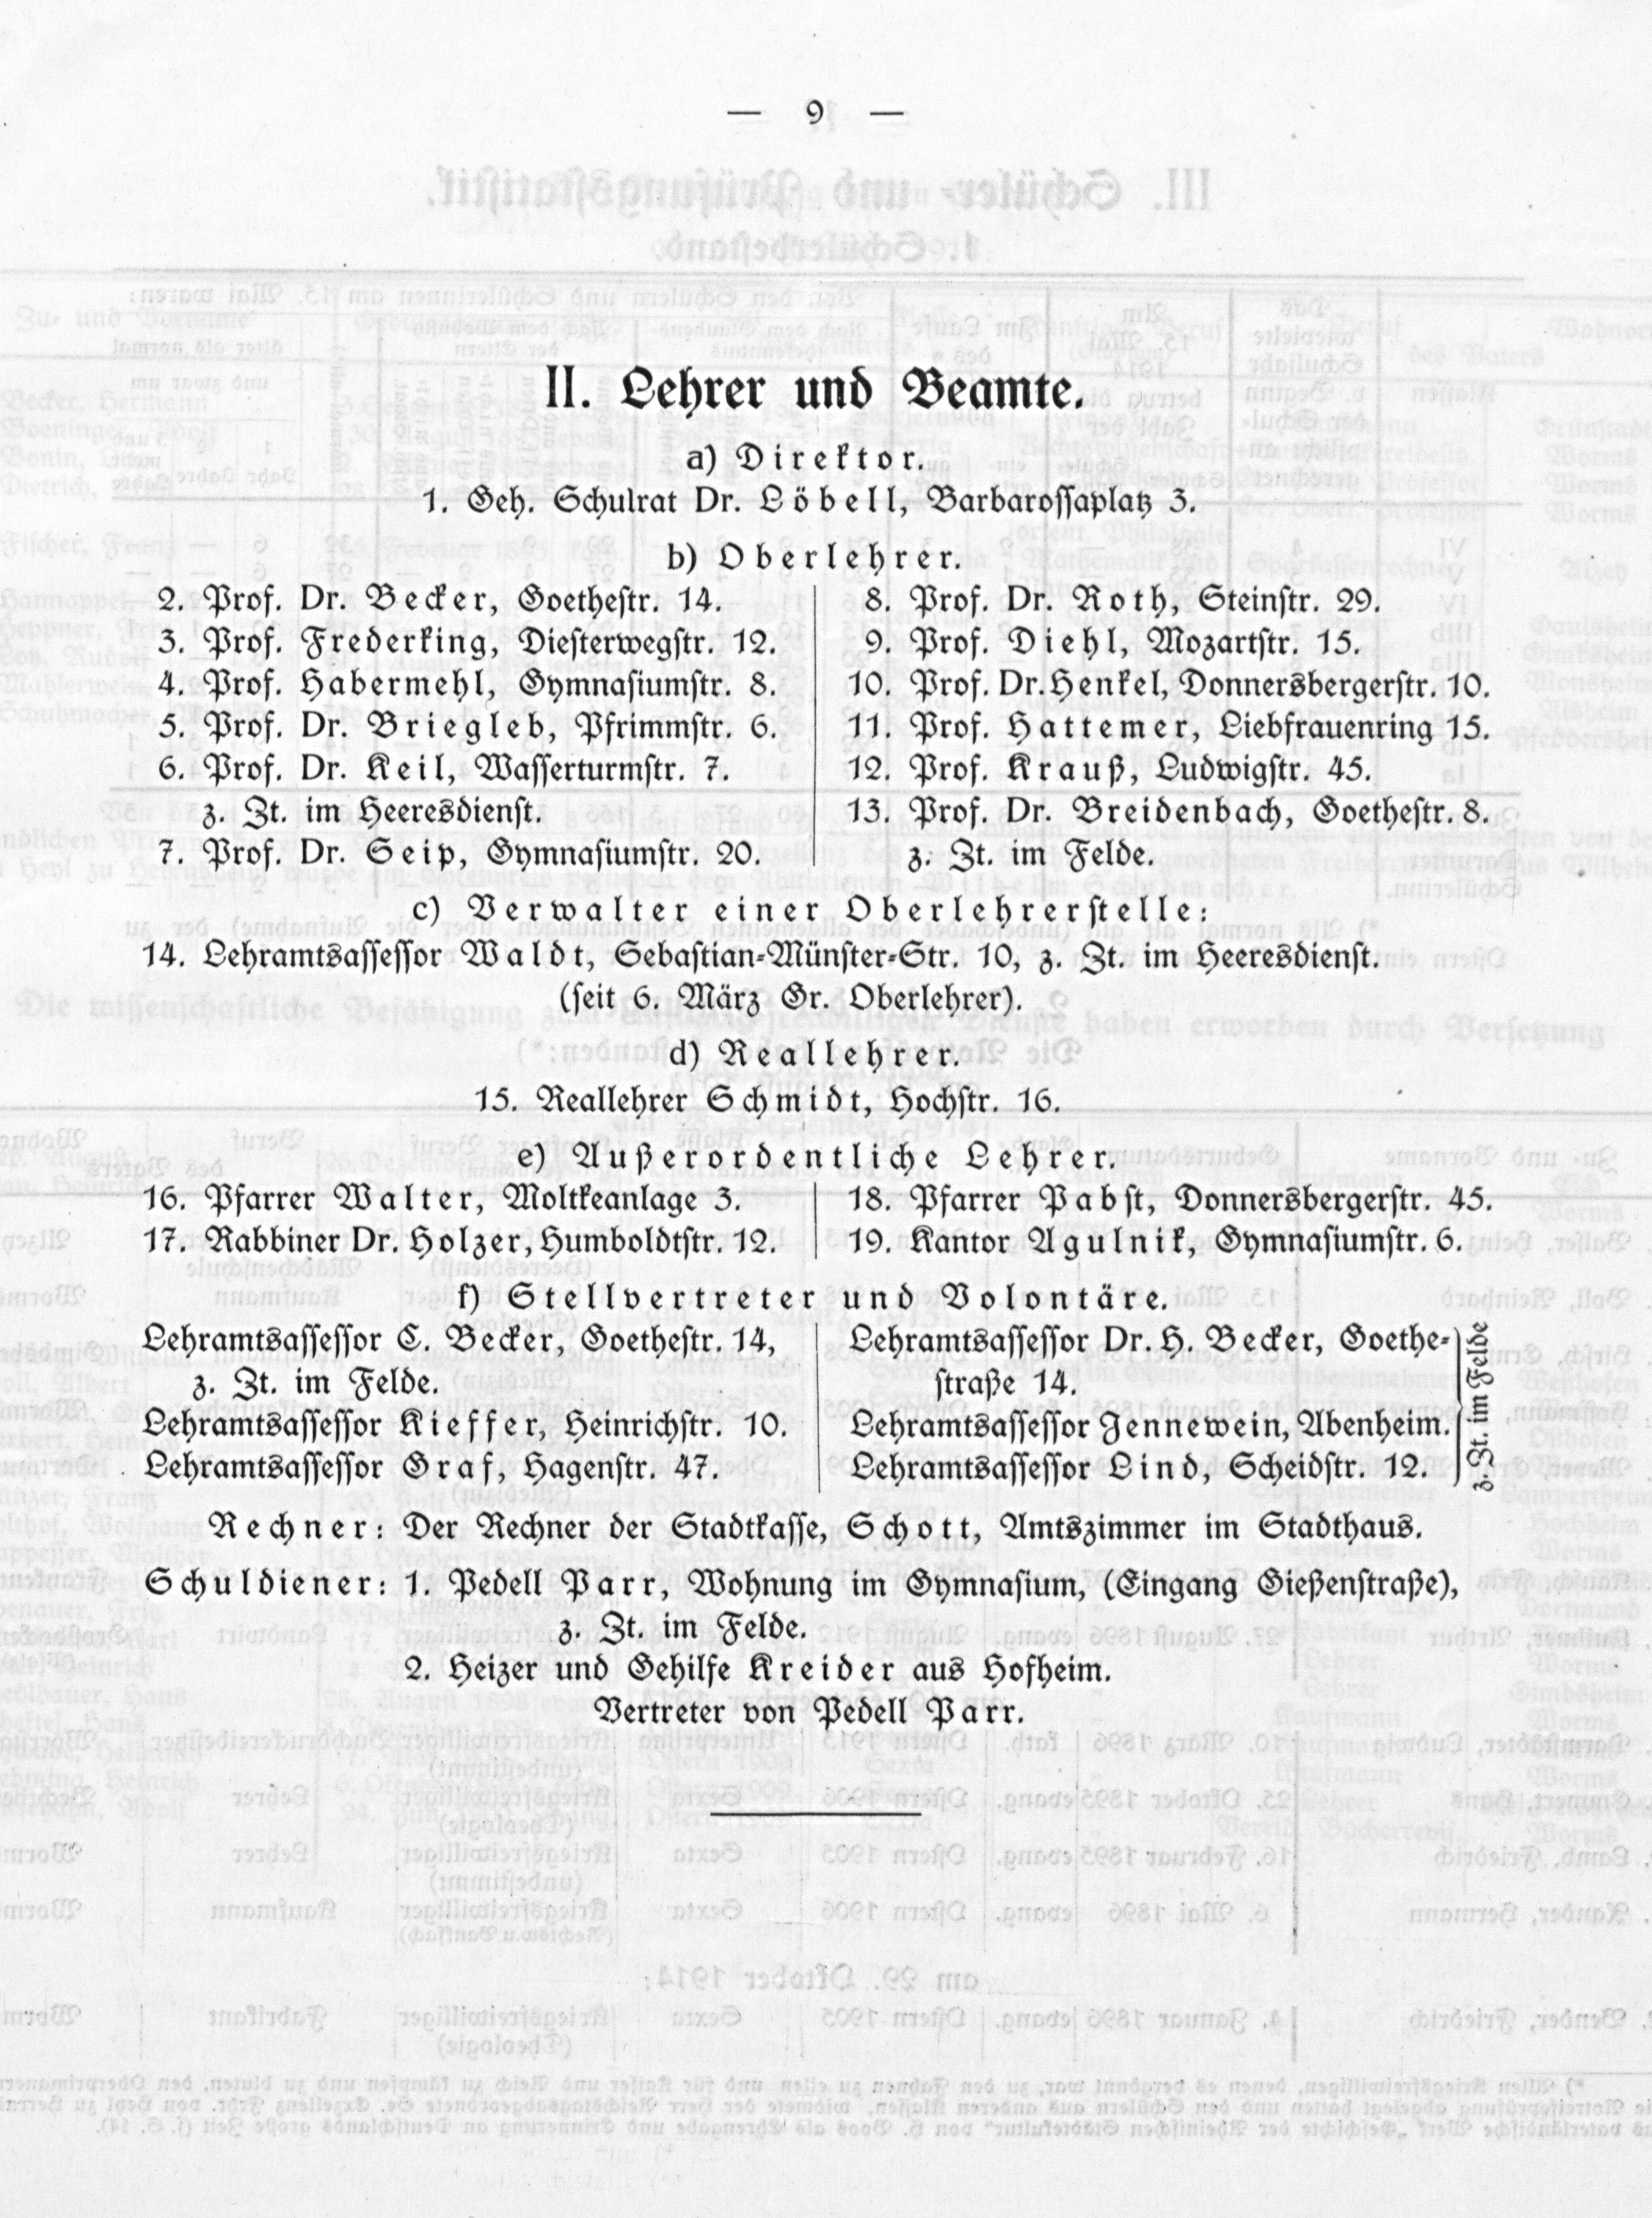 — 9 —
II. Lehrer und Beamte.
a) Direktor.
1. Geh. Schulrat Dr. Löbell, Barbarossaplatz 3.
b) Oberlehrer.
2. Prof. Dr. Becker, Goethestr. 14.
3. Prof. Frederking, Diesterwegstr. 12.
4. Prof. Habermehl, Gymnasiumstr. 8.
5. Prof. Dr. Briegleb, Pfrimmstr. 6.
6. Prof. Dr. Keil, Wasserturmstr. 7.
z. Zt. im Heeresdienst.
7. Prof. Dr. Seip, Gymnasiumstr. 20.
8. Prof. Dr. Roth, Steinstr. 29.
9. Prof. Diehl, Mozartstr. 15.
10. Prof. Dr. Henkel, Donnersbergerstr. 10.
11. Prof. Hattemer, Liebfrauenring 15.
12. Prof. Krauß, Ludwigstr. 45.
13. Prof. Dr. Breidenbach, Goethestr. 8.
z. Zt. im Felde.
c) Verwalter einer Oberlehrerstelle:
14. Lehramtsassessor Waldt, Sebastian-Münster-Str. 10, z. Zt. im Heeresdienst.
(seit 6. März Gr. Oberlehrer).
d) Reallehrer.
15. Reallehrer Schmidt, Hochstr. 16.
e) Außerordentliche Lehrer.
16. Pfarrer Walter, Moltkeanlage 3.
17. Rabbiner Dr. Holzer, Humboldtstr. 12.
18. Pfarrer Pabst, Donnersbergerstr. 45.
19. Kantor Agulnik, Gymnasiumstr. 6.
f) Stellvertreter und Volontäre.
Lehramtsassessor C. Becker, Goethestr. 14,
z. Zt. im Felde.
Lehramtsassessor Kieffer, Heinrichstr. 10.
Lehramtsassessor Graf, Hagenstr. 47.
Lehramtsassessor Dr. H. Becker, Goethe-
straße 14.
Lehramtsassessor Jennewein, Abenheim.
Lehramtsassessor Lind, Scheidstr. 12.
z. Zt. im Felde
Rechner: Der Rechner der Stadtkasse, Schott, Amtszimmer im Stadthaus.
Schuldiener: 1. Pedell Parr, Wohnung im Gymnasium, (Eingang Gießenstraße),
z. Zt. im Felde.
2. Heizer und Gehilfe Kreider aus Hofheim.
Vertreter von Pedell Parr.